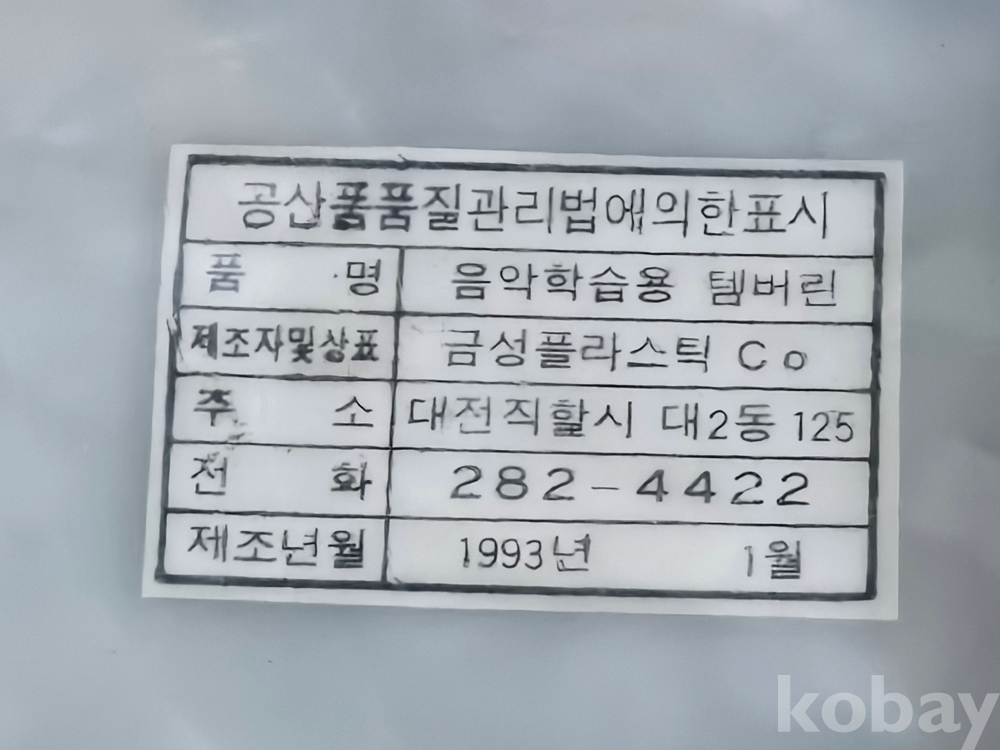 공산품품질관리법에의한표시
품 명 음악학습용 템버린
제조자및상표 금성플라스틱 Co
주 소 대전직할시 대2동 125
전 화 282-4422
제조년월 1993년 1월
kobay